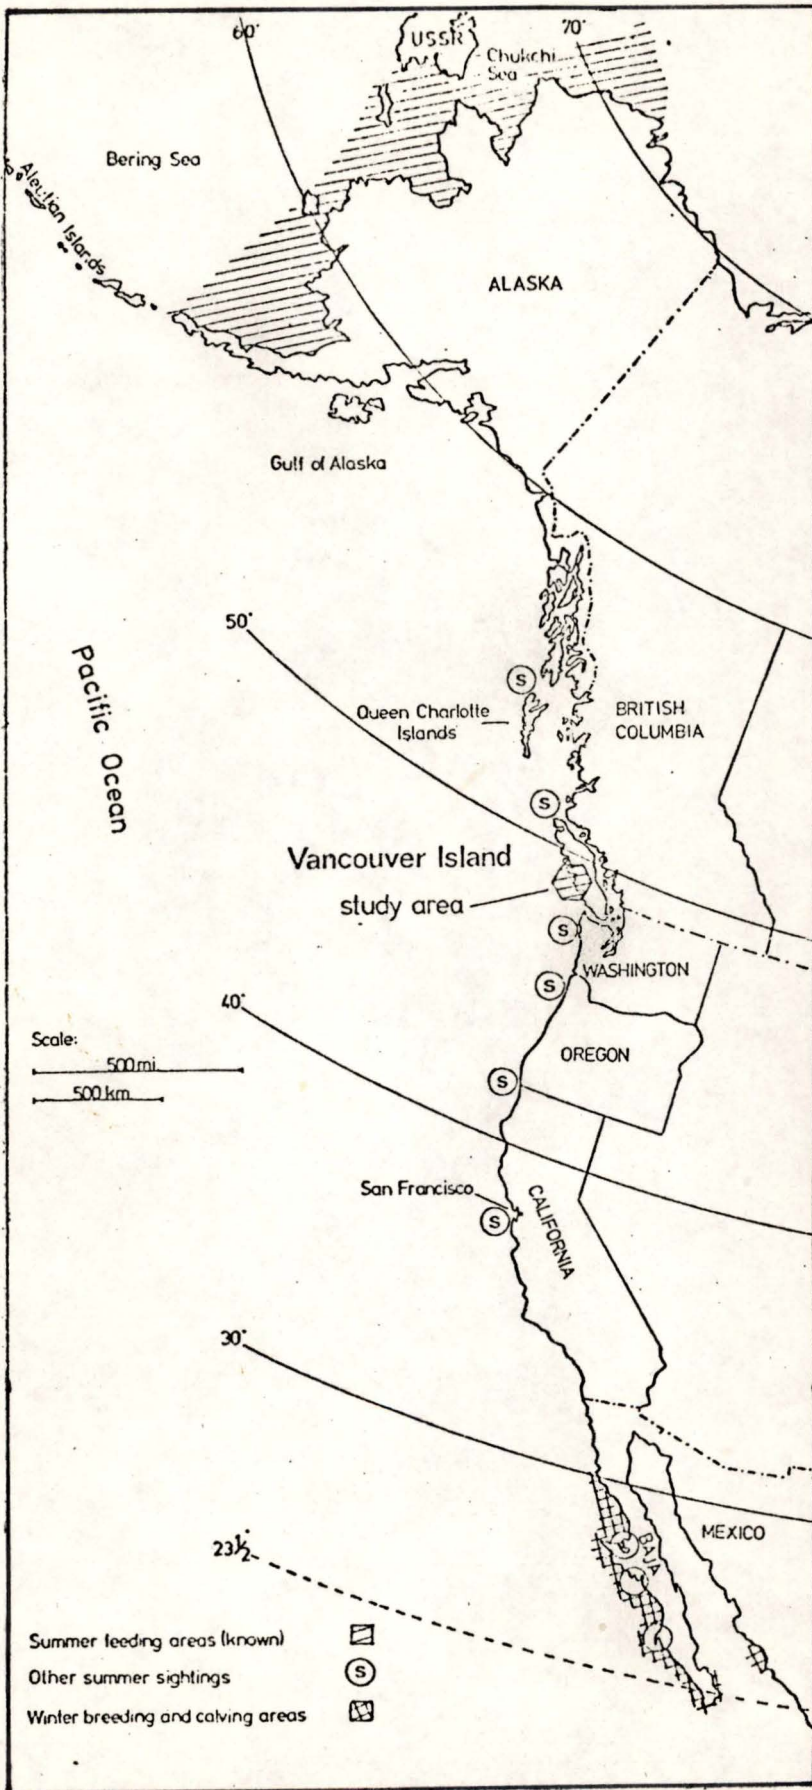 60°
USSR
70°
Chukchi
Sea
Bering Sea
Aleutian Islands
ALASKA
Gulf of Alaska
50°
Pacific Ocean
S
Queen Charlotte
Islands
BRITISH
COLUMBIA
S
Vancouver Island
study area
S
WASHINGTON
S
40°
Scale:
500 mi
500 km
OREGON
S
San Francisco
S
CALIFORNIA
30°
MEXICO
BAJA
23½°
Summer feeding areas (known)
Other summer sightings
S
Winter breeding and calving areas